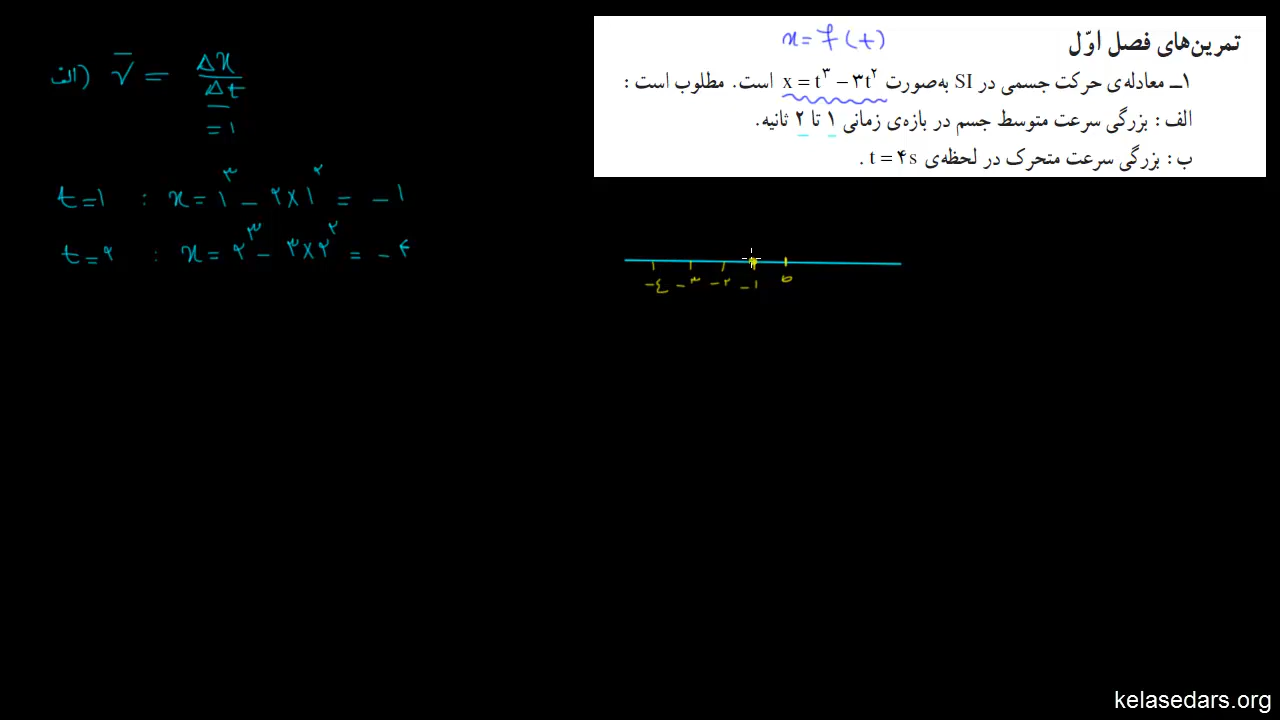 x = f(t)
تمرین‌های فصل اوّل
۱ــ معادله‌ی حرکت جسمی در SI به‌صورت x = t^۳ − ۳t^۲ است. مطلوب است :
الف : بزرگی سرعت متوسط جسم در بازه‌ی زمانی ۱ تا ۲ ثانیه.
ب : بزرگی سرعت متحرک در لحظه‌ی t = ۴s .
الف) V̄ = Δx / Δt
= ۱
t = ۱ : x = ۱^۳ − ۳ × ۱^۲ = − ۱
t = ۲ : x = ۲^۳ − ۳ × ۲^۲ = − ۴
−٤ −۳ −۲ −۱ ٥
kelasedars.org